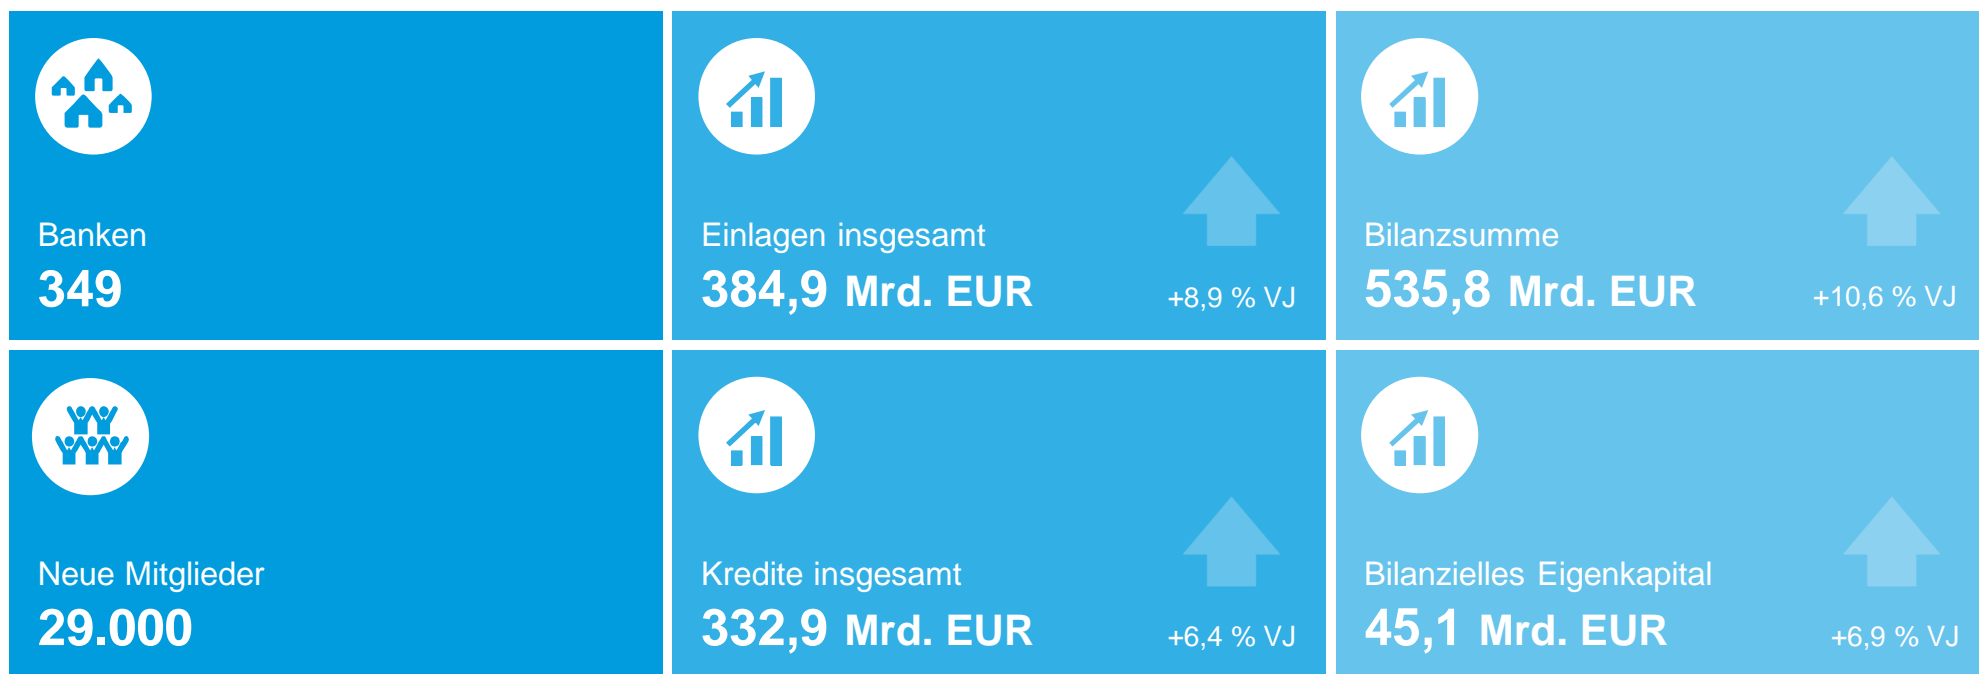 Banken
349
Einlagen insgesamt
384,9 Mrd. EUR
+8,9 % VJ
Bilanzsumme
535,8 Mrd. EUR
+10,6 % VJ
Neue Mitglieder
29.000
Kredite insgesamt
332,9 Mrd. EUR
+6,4 % VJ
Bilanzielles Eigenkapital
45,1 Mrd. EUR
+6,9 % VJ